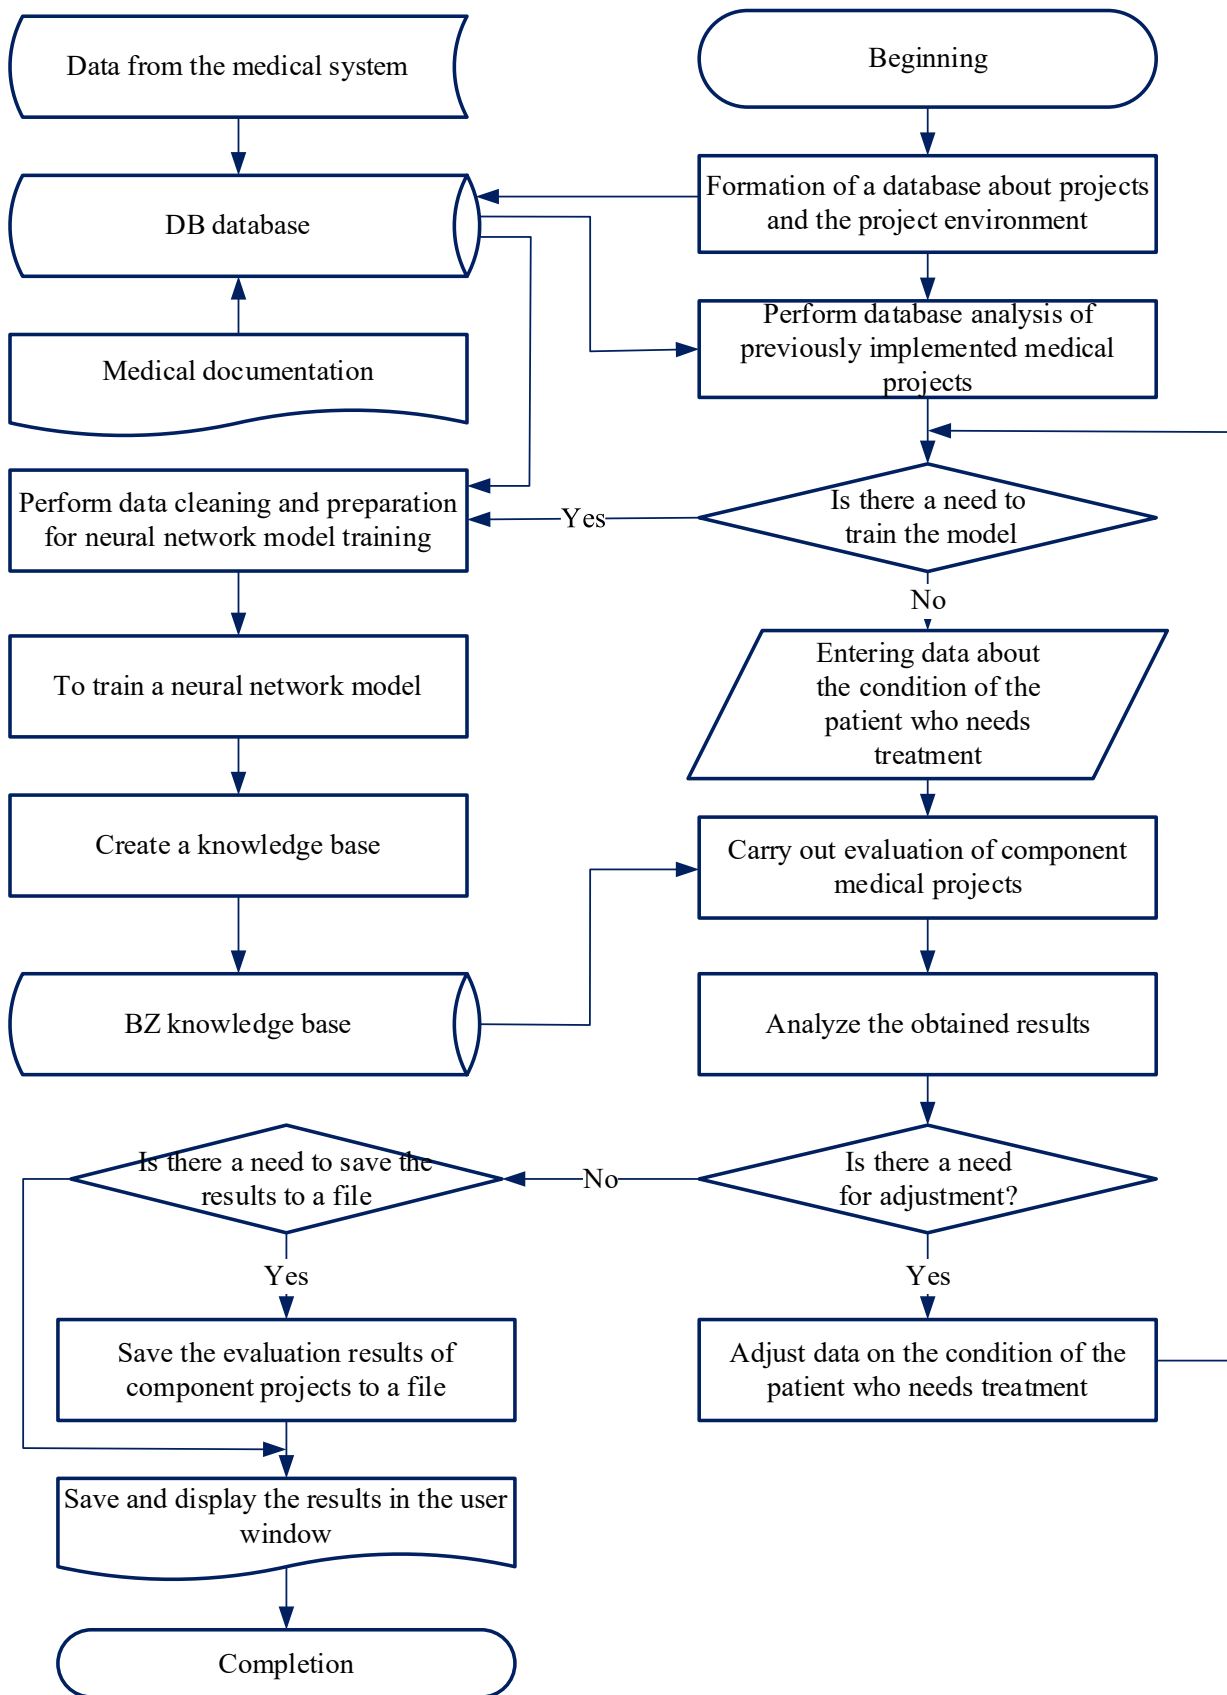 Data from the medical system
Beginning
Formation of a database about projects
and the project environment
DB database
Perform database analysis of
previously implemented medical
projects
Medical documentation
Perform data cleaning and preparation
for neural network model training
Yes
Is there a need to
train the model
No
To train a neural network model
Entering data about
the condition of the
patient who needs
treatment
Create a knowledge base
Carry out evaluation of component
medical projects
BZ knowledge base
Analyze the obtained results
Is there a need to save the
results to a file
No
Is there a need
for adjustment?
Yes
Yes
Save the evaluation results of
component projects to a file
Adjust data on the condition of the
patient who needs treatment
Save and display the results in the user
window
Completion